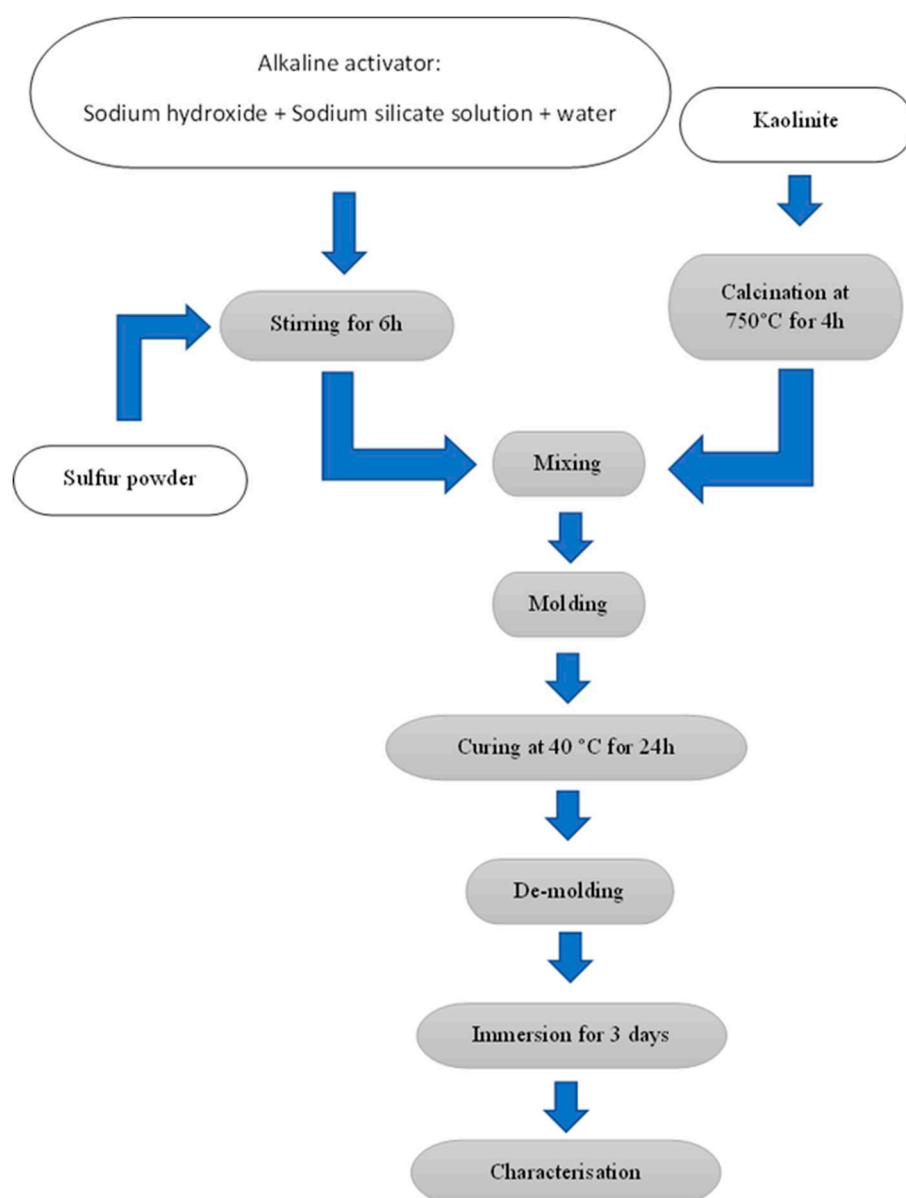 Alkaline activator:
Sodium hydroxide + Sodium silicate solution + water
Kaolinite
Stirring for 6h
Calcination at
750°C for 4h
Sulfur powder
Mixing
Molding
Curing at 40 °C for 24h
De-molding
Immersion for 3 days
Characterisation